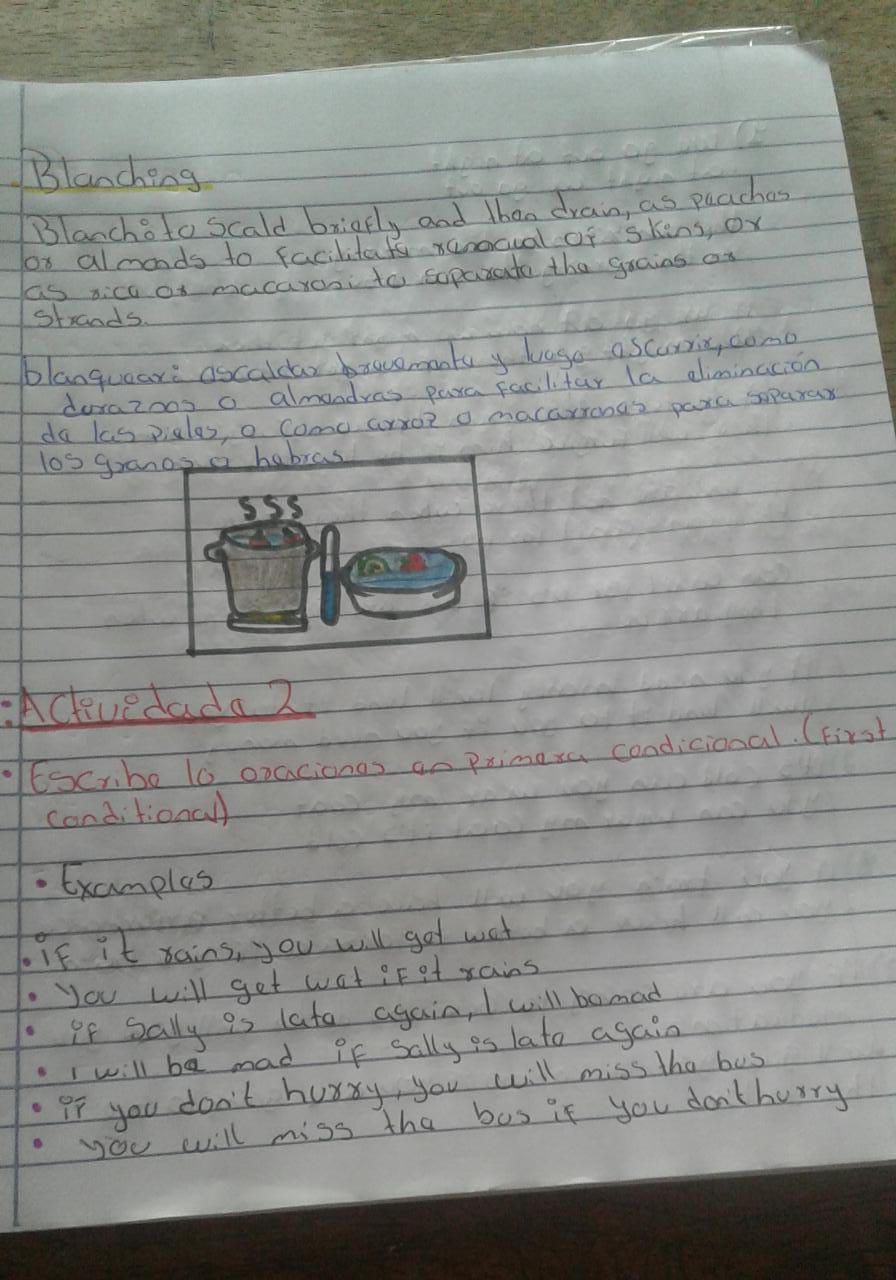 Blanching
Blanch: to scald briefly and then drain, as peaches
or almonds to facilitate removal of skins, or
as rice or macaroni to separate the grains or
strands.
blanquear: escaldar brevemente y luego escurrir, como
duraznos o almendras para facilitar la eliminación
de las pieles, o como arroz o macarrones para separar
los granos o hebras
SSS
Actividade 2
• Escribe 10 oraciones en primera condicional. (First
conditional)
• Examples
• if it rains, you will get wet
• you will get wet if it rains
• if Sally is late again, I will be mad
• I will be mad if Sally is late again
• if you don't hurry, you will miss the bus
• you will miss the bus if you don't hurry